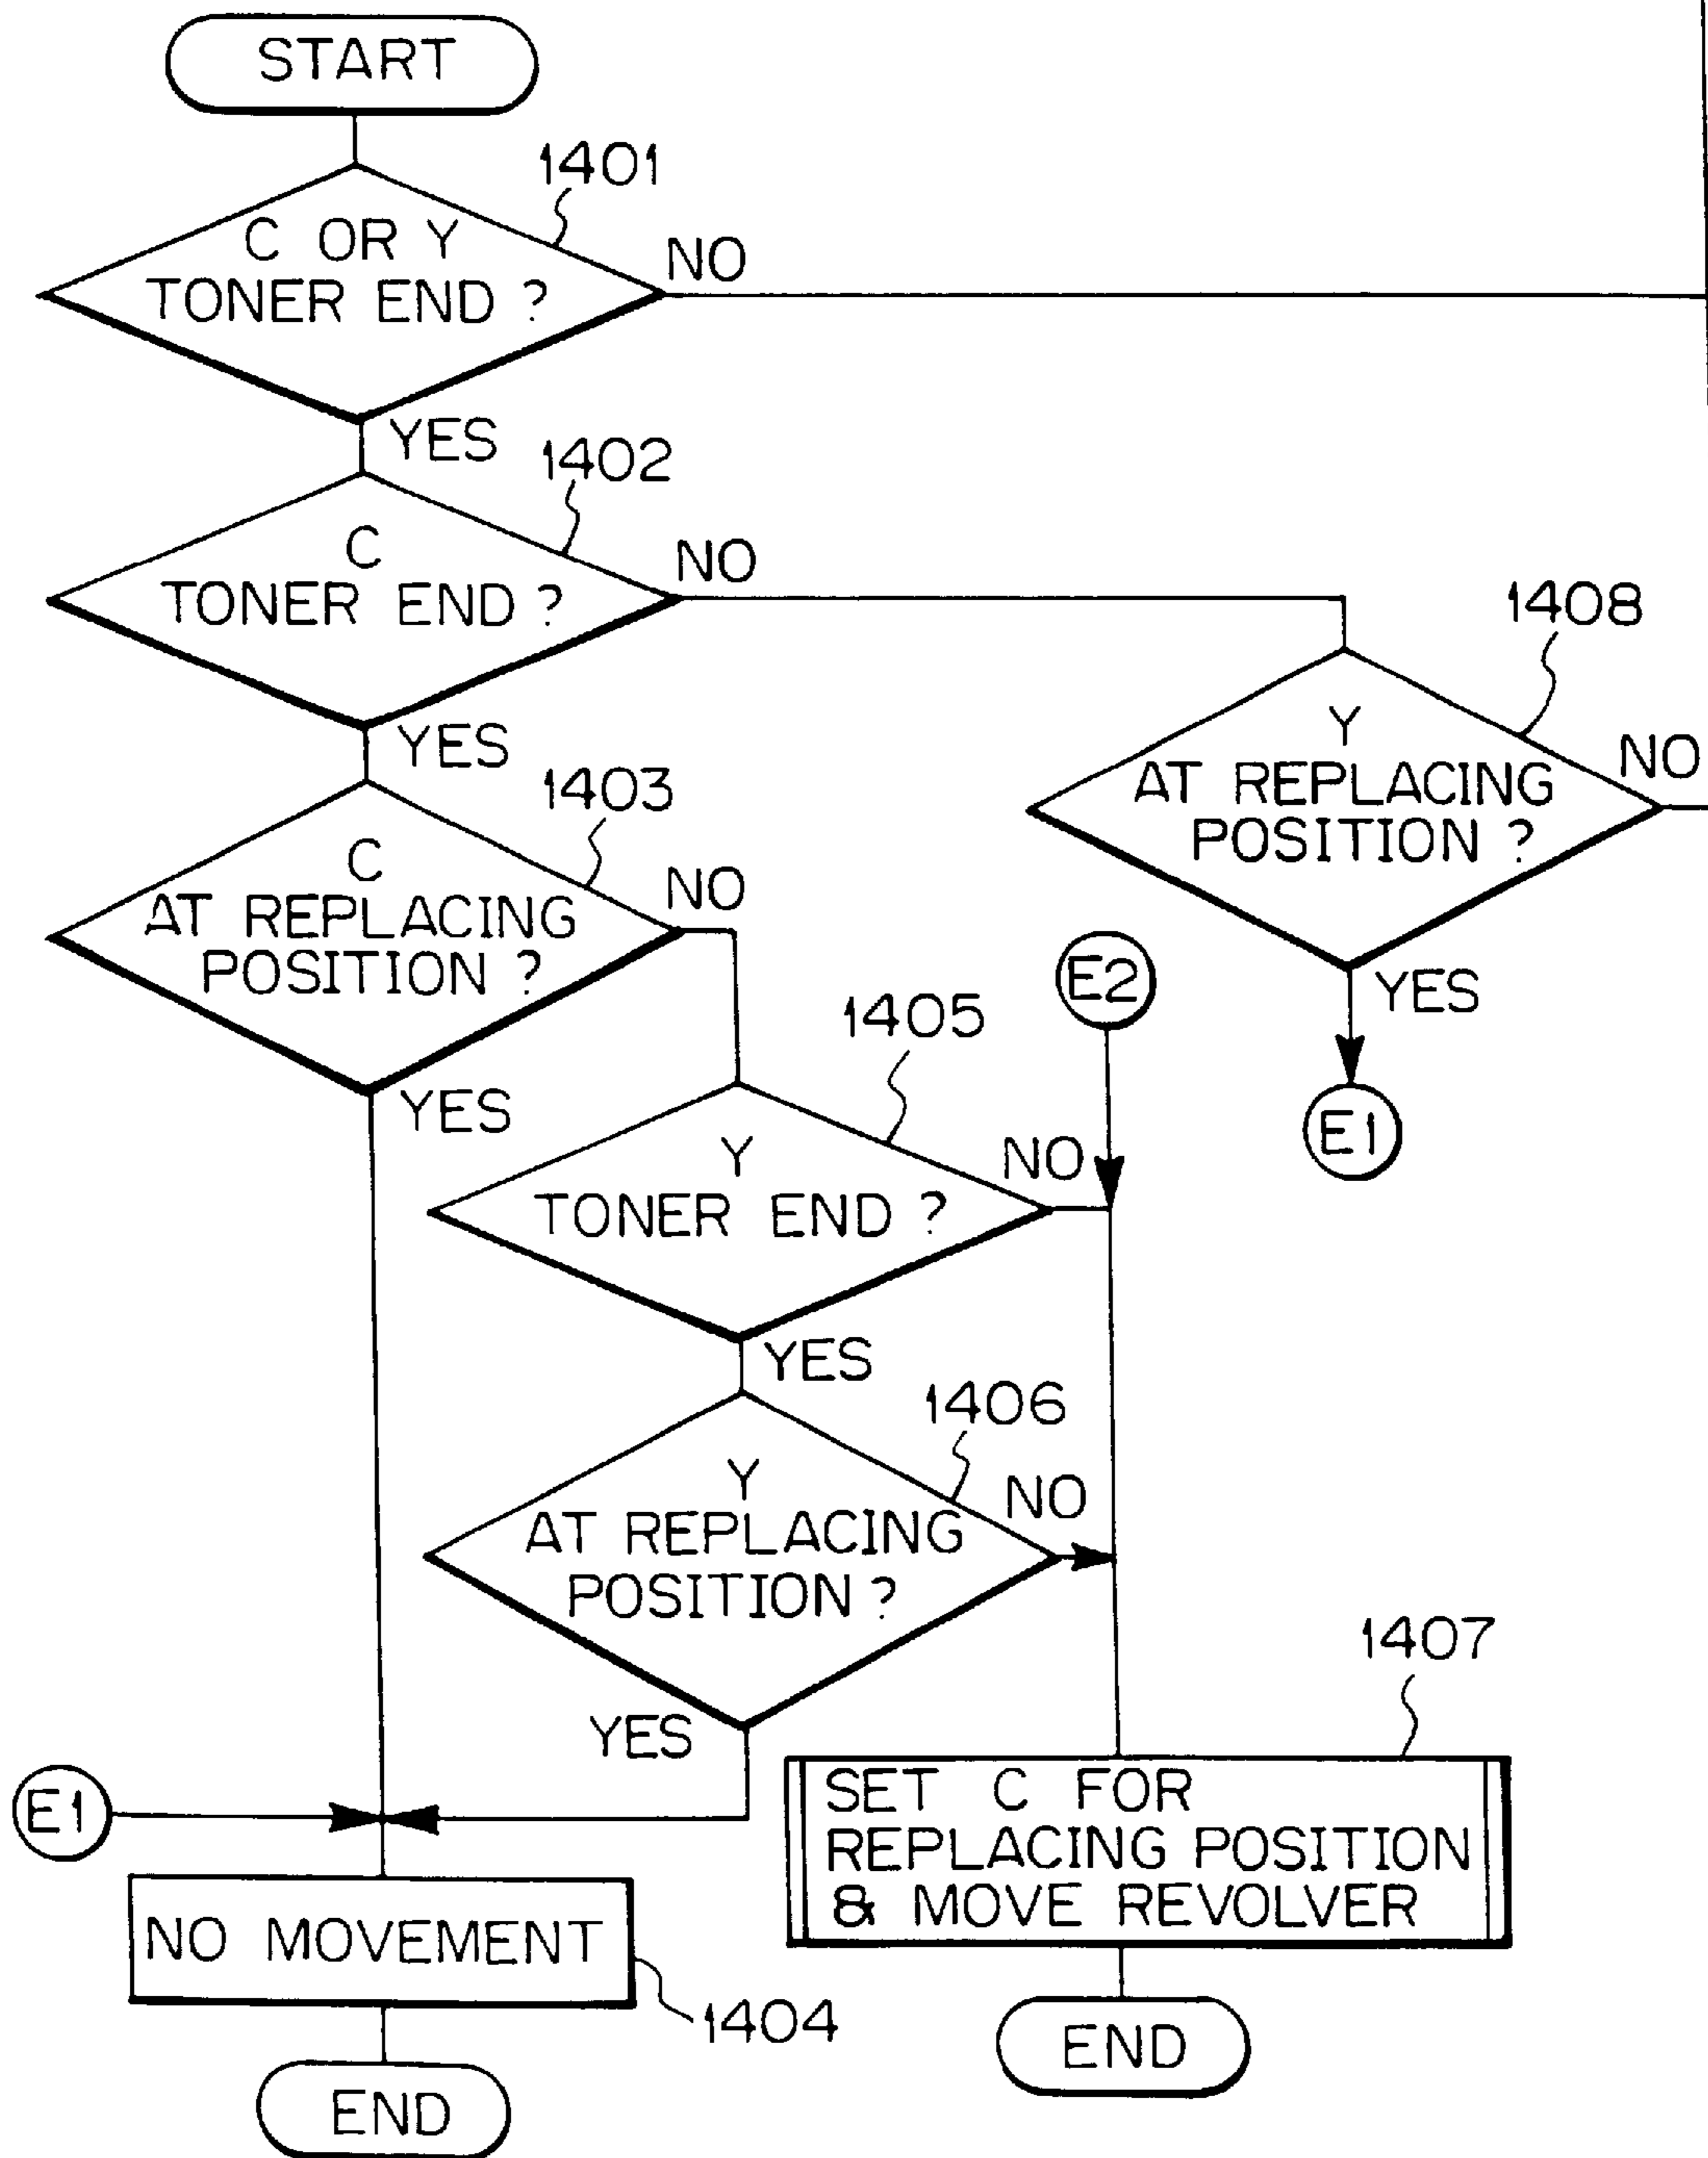 START
1401
C OR Y
TONER END ?
NO
YES
1402
C
TONER END ?
NO
YES
1408
Y
AT REPLACING
POSITION ?
NO
YES
E1
1403
C
AT REPLACING
POSITION ?
NO
YES
E2
1405
Y
TONER END ?
NO
YES
1406
Y
AT REPLACING
POSITION ?
NO
YES
1407
SET C FOR
REPLACING POSITION
& MOVE REVOLVER
END
E1
NO MOVEMENT
1404
END